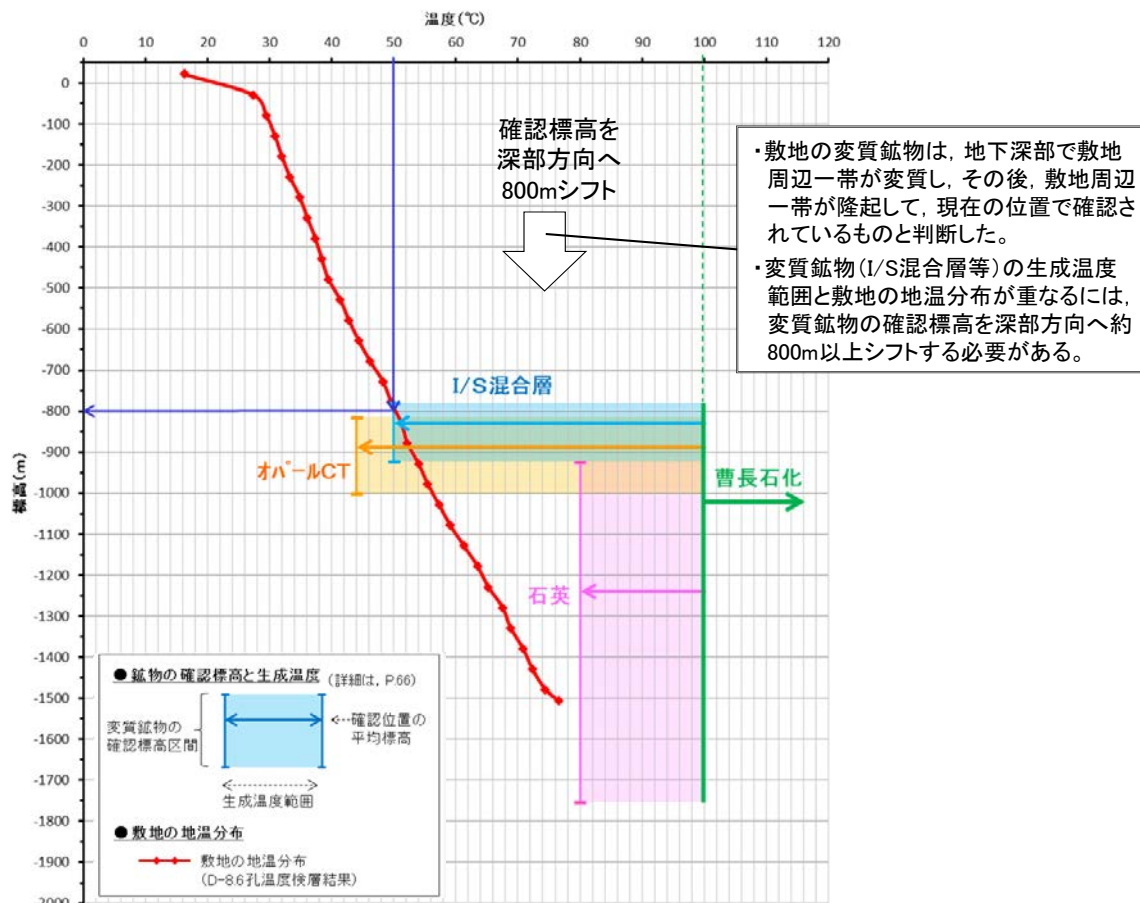 温度(℃)
0 10 20 30 40 50 60 70 80 90 100 110 120
0
-100
-200
-300
-400
-500
-600
-700
-800
-900
-1000
-1100
-1200
-1300
-1400
-1500
-1600
-1700
-1800
-1900
-2000
標高(m)
確認標高を
深部方向へ
800mシフト
・敷地の変質鉱物は，地下深部で敷地
周辺一帯が変質し，その後，敷地周辺
一帯が隆起して，現在の位置で確認さ
れているものと判断した。
・変質鉱物(I/S混合層等)の生成温度
範囲と敷地の地温分布が重なるには，
変質鉱物の確認標高を深部方向へ約
800m以上シフトする必要がある。
I/S混合層
オパールCT
曹長石化
石英
●鉱物の確認標高と生成温度 (詳細は，P.66)
変質鉱物の
確認標高区間
確認位置の
平均標高
生成温度範囲
●敷地の地温分布
敷地の地温分布
(D-8.6孔温度検層結果)